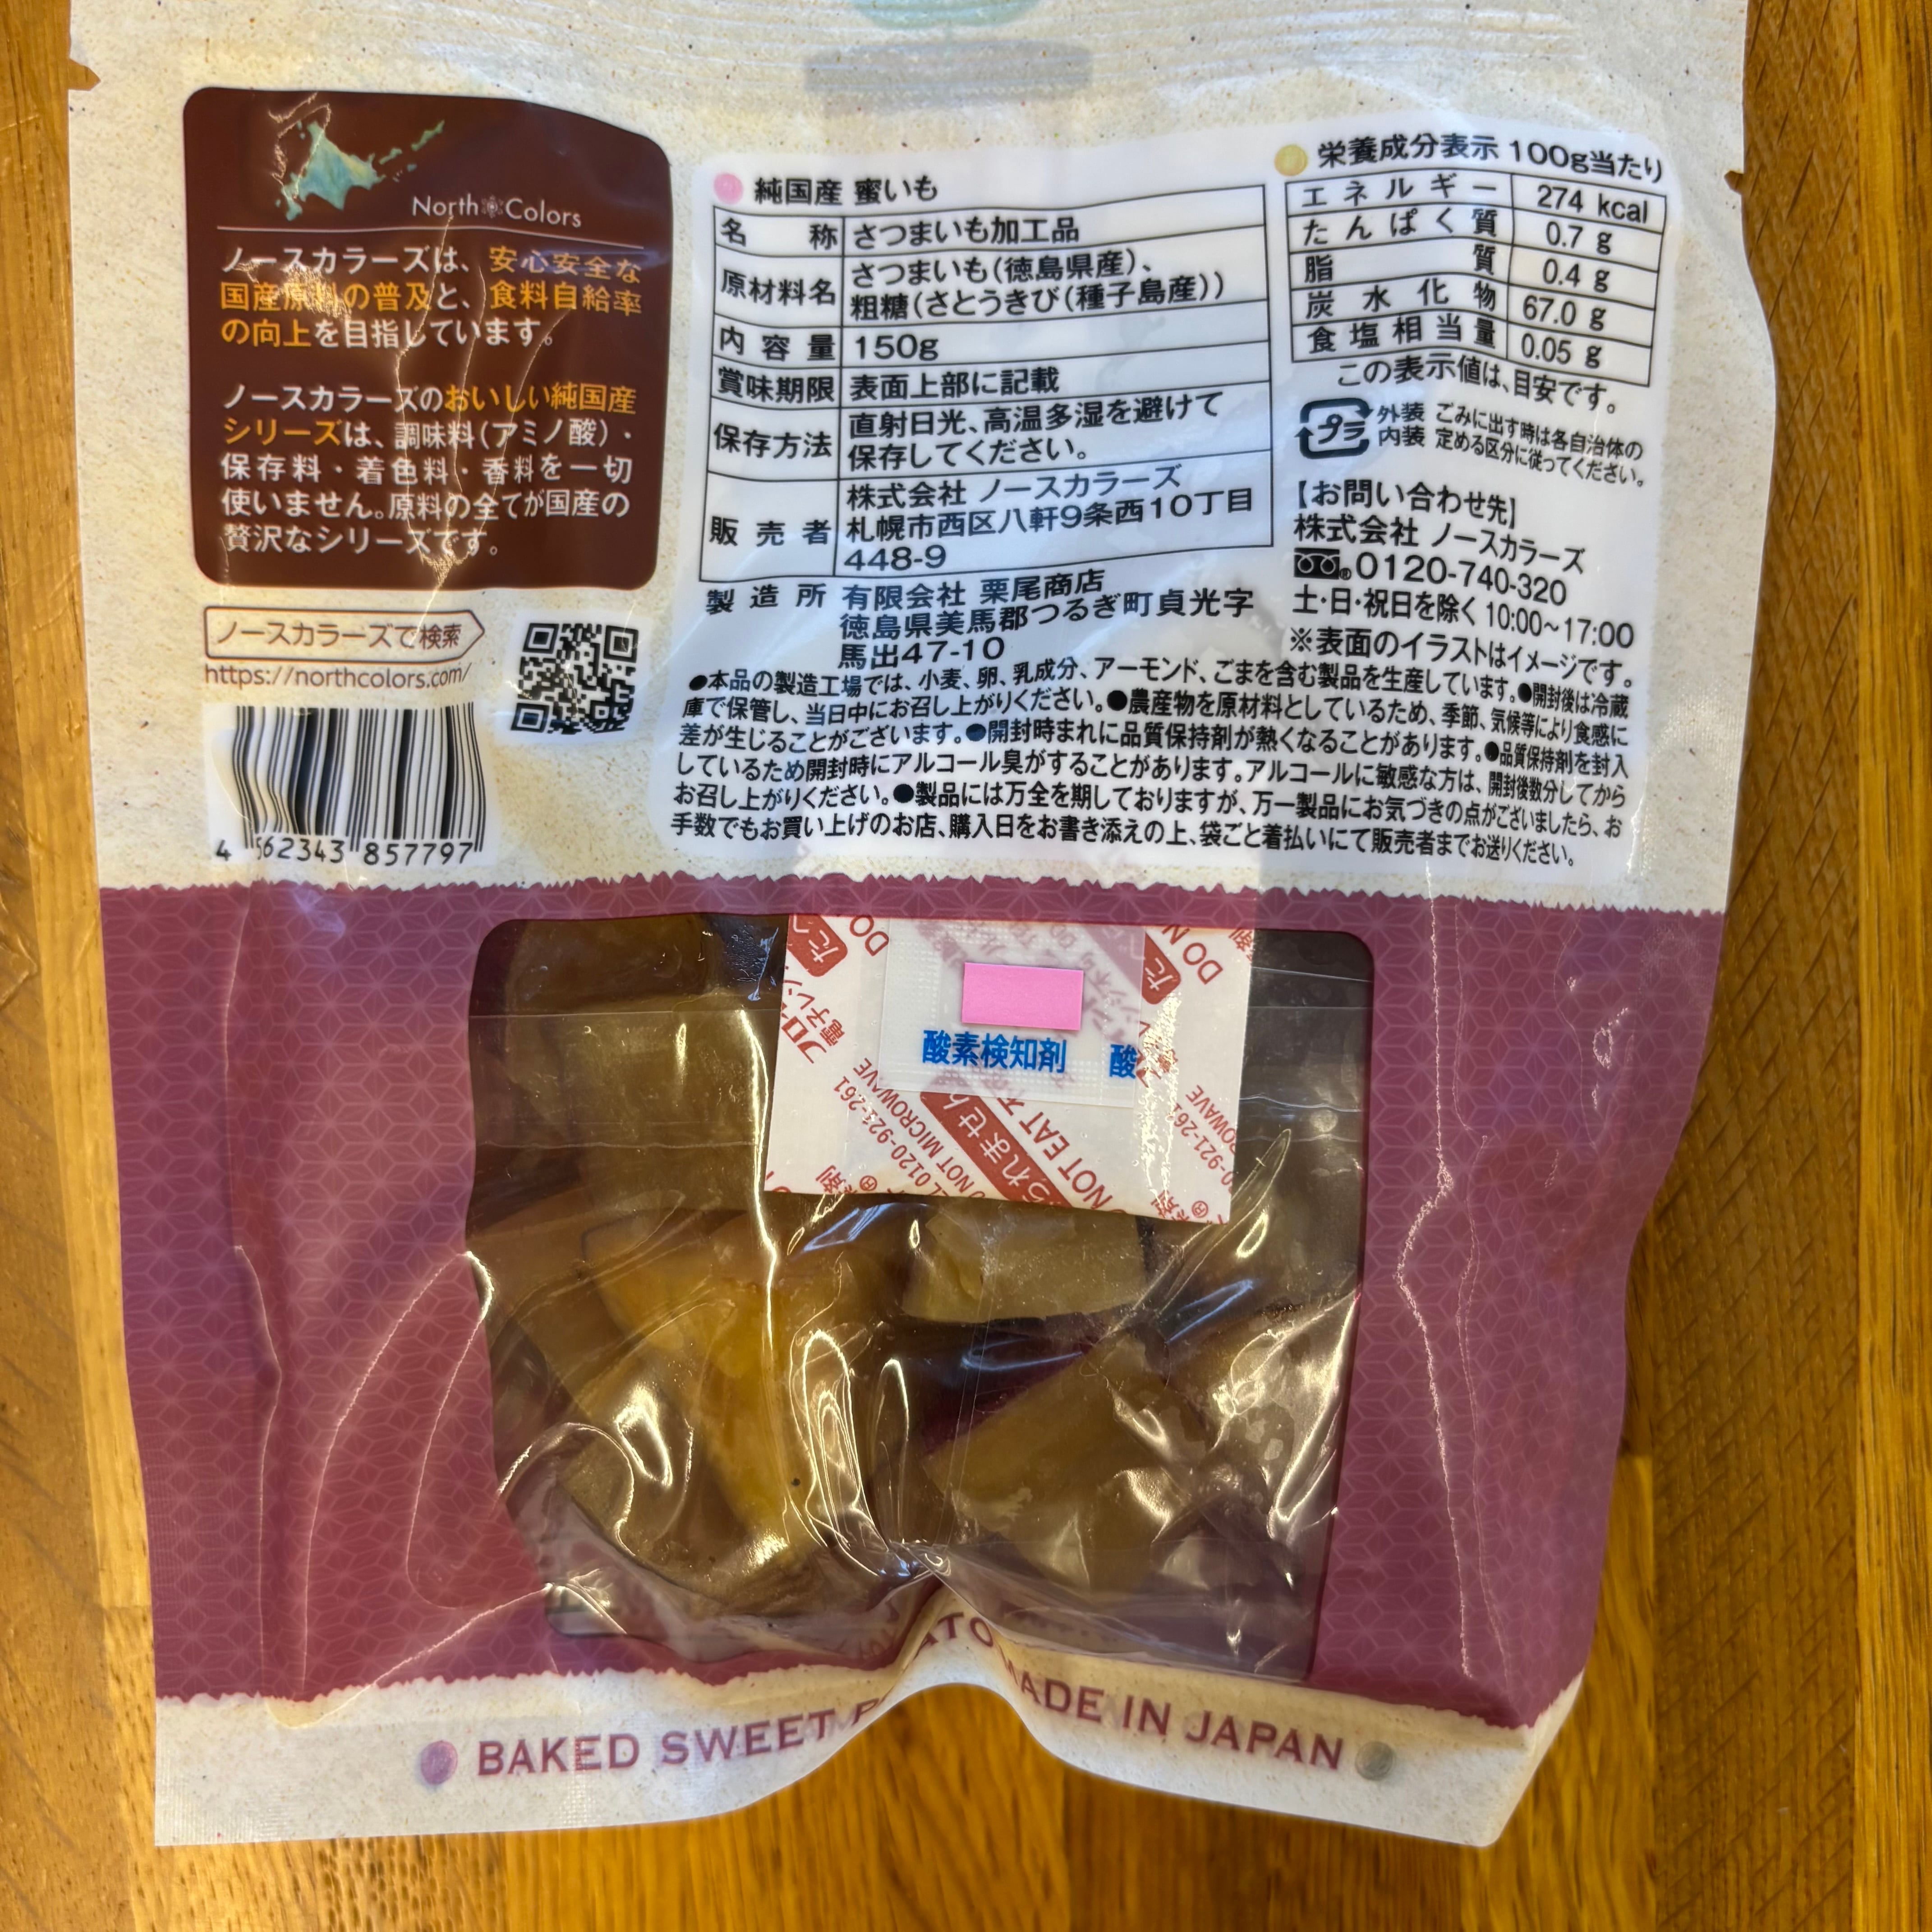 North Colors
ノースカラーズは、安心安全な
国産原料の普及と、食料自給率
の向上を目指しています。
ノースカラーズのおいしい純国産
シリーズは、調味料(アミノ酸)・
保存料・着色料・香料を一切
使いません。原料の全てが国産の
贅沢なシリーズです。
ノースカラーズで検索
https://northcolors.com/
4 562343 857797
純国産 蜜いも
名称 さつまいも加工品
原材料名 さつまいも(徳島県産)、
粗糖(さとうきび(種子島産))
内容量 150g
賞味期限 表面上部に記載
保存方法 直射日光、高温多湿を避けて
保存してください。
販売者 株式会社 ノースカラーズ
札幌市西区八軒9条西10丁目
448-9
製造所 有限会社 栗尾商店
徳島県美馬郡つるぎ町貞光字
馬出47-10
栄養成分表示 100g当たり
エネルギー 274 kcal
たんぱく質 0.7 g
脂質 0.4 g
炭水化物 67.0 g
食塩相当量 0.05 g
この表示値は、目安です。
プラ 外装 ごみに出す時は各自治体の
内装 定める区分に従ってください。
【お問い合わせ先】
株式会社 ノースカラーズ
0120-740-320
土・日・祝日を除く 10:00~17:00
※表面のイラストはイメージです。
●本品の製造工場では、小麦、卵、乳成分、アーモンド、ごまを含む製品を生産しています。●開封後は冷蔵
庫で保管し、当日中にお召し上がりください。●農産物を原材料としているため、季節、気候等により食感に
差が生じることがございます。●開封時まれに品質保持剤が熱くなることがあります。●品質保持剤を封入
しているため開封時にアルコール臭がすることがあります。アルコールに敏感な方は、開封後数分してから
お召し上がりください。●製品には万全を期しておりますが、万一製品にお気づきの点がございましたら、お
手数でもお買い上げのお店、購入日をお書き添えの上、袋ごと着払いにて販売者までお送りください。
酸素検知剤 酸
られません
DO NOT EAT
DO NOT MICROWAVE
0120-921-261
BAKED SWEET
MADE IN JAPAN